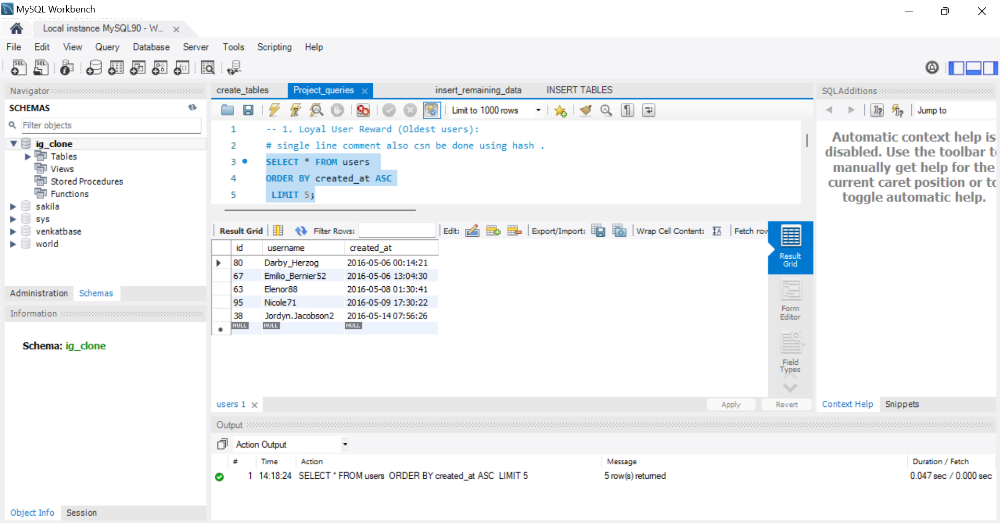 MySQL Workbench
Local instance MySQL90 - W...
File Edit View Query Database Server Tools Scripting Help
Navigator
SCHEMAS
Filter objects
ig_clone
Tables
Views
Stored Procedures
Functions
sakila
sys
venkatbase
world
Administration Schemas
Information
Schema: ig_clone
Object Info Session
create_tables Project_queries insert_remaining_data INSERT TABLES
Limit to 1000 rows
1 -- 1. Loyal User Reward (Oldest users):
2 # single line comment also csn be done using hash .
3 SELECT * FROM users
4 ORDER BY created_at ASC
5 LIMIT 5;
Result Grid Filter Rows: Edit: Export/Import: Wrap Cell Content: Fetch row
id username created_at
80 Darby_Herzog 2016-05-06 00:14:21
67 Emilio_Bernier52 2016-05-06 13:04:30
63 Elenor88 2016-05-08 01:30:41
95 Nicole71 2016-05-09 17:30:22
38 Jordyn.Jacobson2 2016-05-14 07:56:26
NULL NULL NULL
Result
Grid
Form
Editor
Field
Types
users 1
Apply Revert
SQLAdditions
Jump to
Automatic context help is
disabled. Use the toolbar t
manually get help for the
current caret position or to
toggle automatic help.
Context Help Snippets
Output
Action Output
# Time Action Message Duration / Fetch
1 14:18:24 SELECT * FROM users ORDER BY created_at ASC LIMIT 5 5 row(s) returned 0.047 sec / 0.000 sec